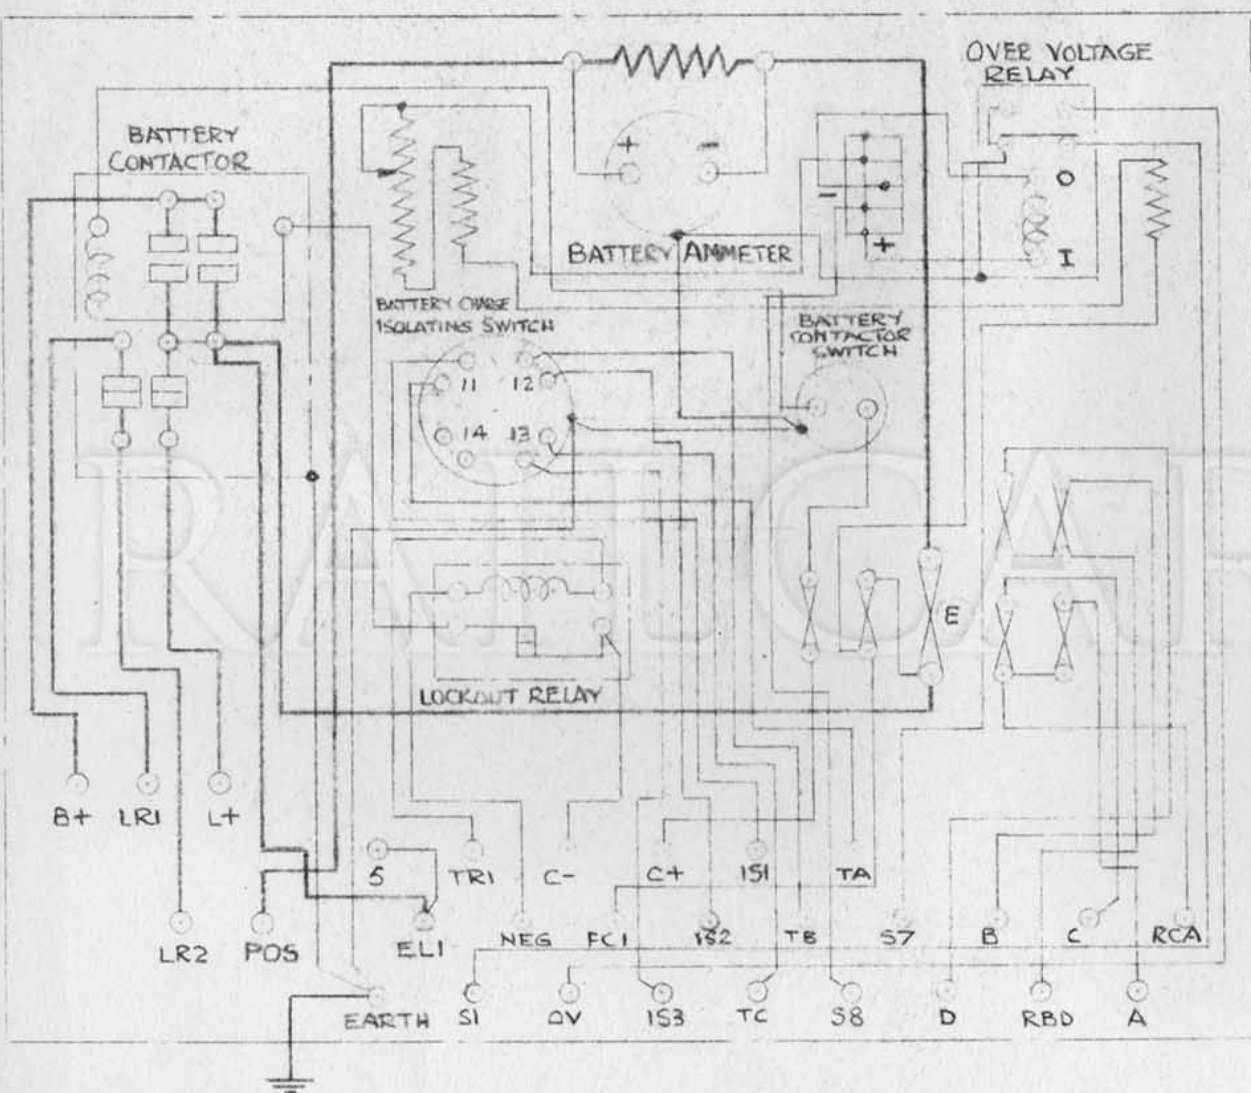 OVER VOLTAGE
RELAY
BATTERY
CONTACTOR
+ -
O
- +
I
BATTERY AMMETER
BATTERY CHARGE
ISOLATING SWITCH
BATTERY
CONTACTOR
SWITCH
11 12
14 13
E
LOCKOUT RELAY
B+ LR1 L+
5 TR1 C- C+ 1S1 TA
LR2 POS EL1 NEG FC1 1S2 TB S7 B C RCA
EARTH S1 OV 1S3 TC S8 D RBD A
RAILCAR